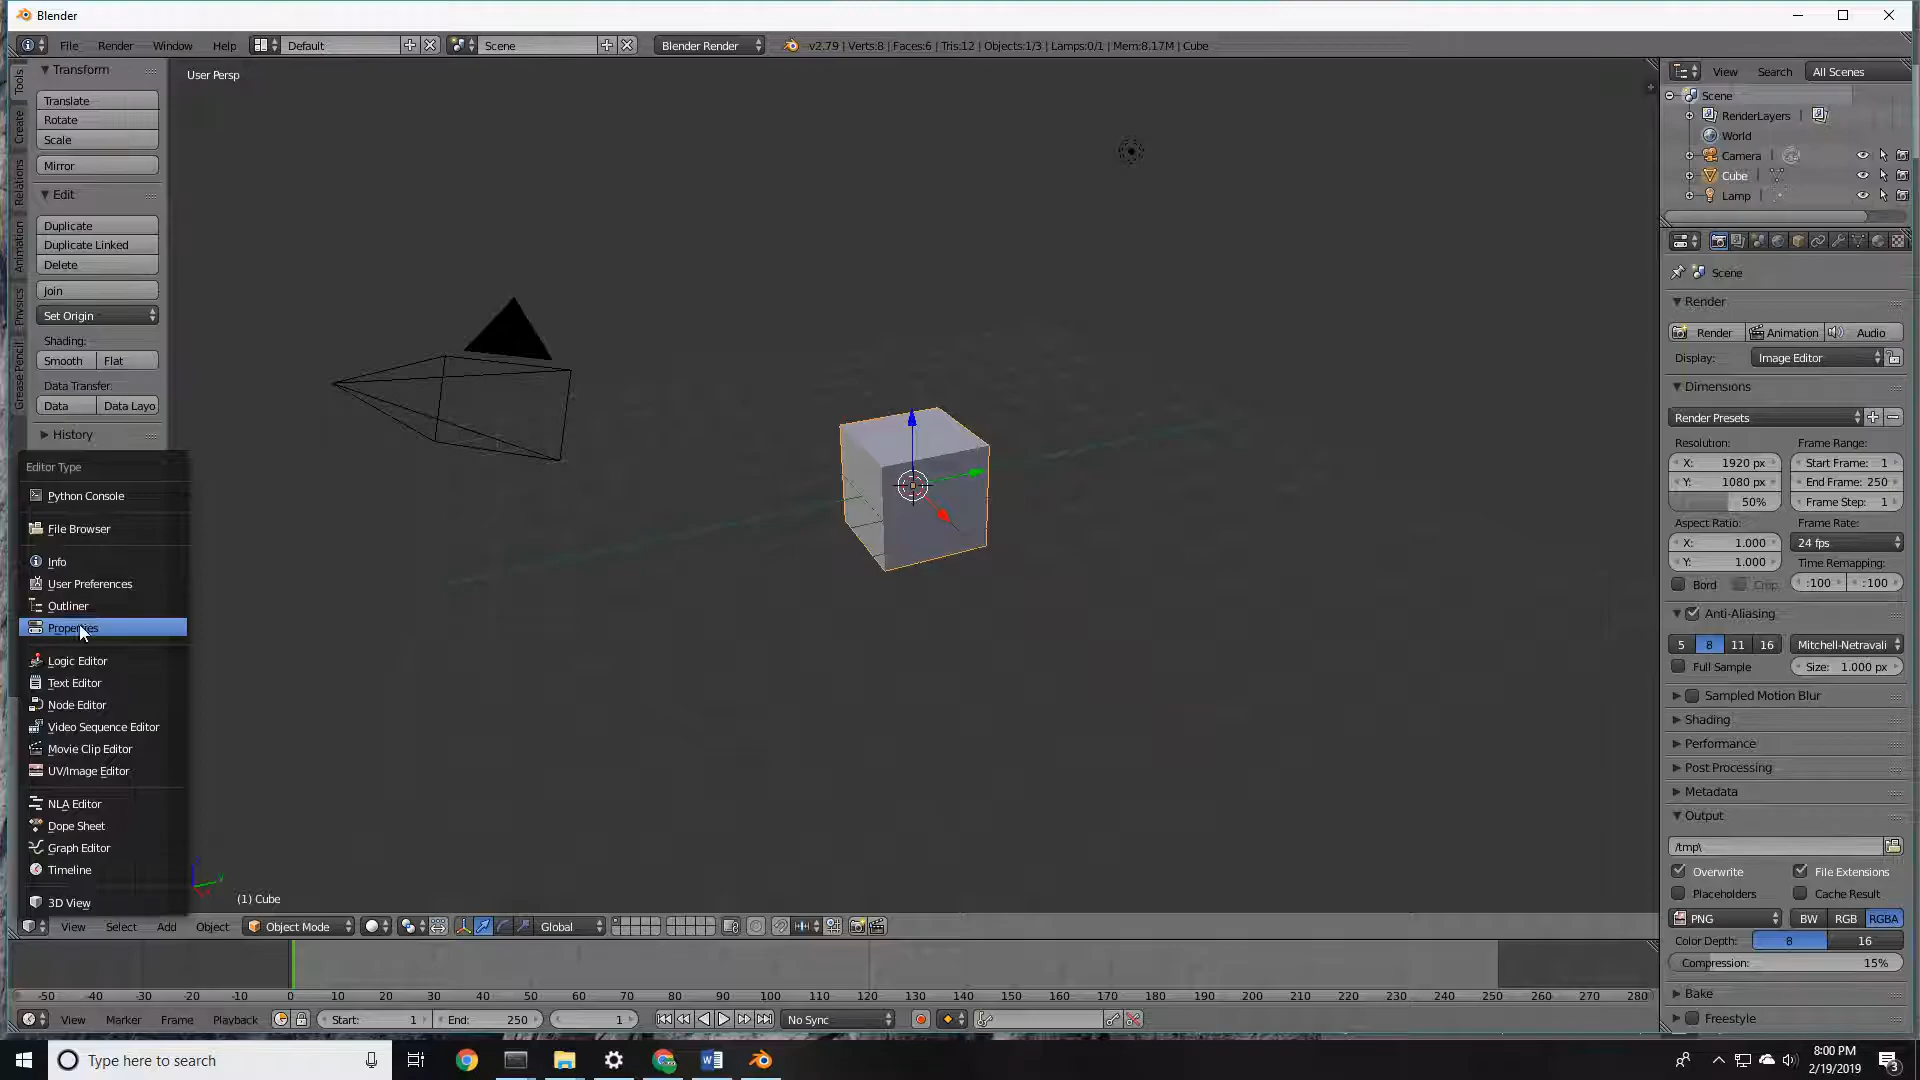 Blender
File Render Window Help Default Scene Blender Render v2.79 | Verts:8 | Faces:6 | Tris:12 | Objects:1/3 | Lamps:0/1 | Mem:8.17M | Cube
Tools
Create
Relations
Animation
Physics
Grease Pencil
Transform
Translate
Rotate
Scale
Mirror
Edit
Duplicate
Duplicate Linked
Delete
Join
Set Origin
Shading:
Smooth Flat
Data Transfer:
Data Data Layo
History
Editor Type
Python Console
File Browser
Info
User Preferences
Outliner
Properties
Logic Editor
Text Editor
Node Editor
Video Sequence Editor
Movie Clip Editor
UV/Image Editor
NLA Editor
Dope Sheet
Graph Editor
Timeline
3D View
User Persp
(1) Cube
View Select Add Object Object Mode Global
-50 -40 -30 -20 -10 0 10 20 30 40 50 60 70 80 90 100 110 120 130 140 150 160 170 180 190 200 210 220 230 240 250 260 270 280
View Marker Frame Playback Start: 1 End: 250 1 No Sync
View Search All Scenes
Scene
RenderLayers
World
Camera
Cube
Lamp
Scene
Render
Render Animation Audio
Display: Image Editor
Dimensions
Render Presets
Resolution: Frame Range:
X: 1920 px Start Frame: 1
Y: 1080 px End Frame: 250
50% Frame Step: 1
Aspect Ratio: Frame Rate:
X: 1.000 24 fps
Y: 1.000 Time Remapping:
Bord Crop :100 :100
Anti-Aliasing
5 8 11 16 Mitchell-Netravali
Full Sample Size: 1.000 px
Sampled Motion Blur
Shading
Performance
Post Processing
Metadata
Output
/tmp\
Overwrite File Extensions
Placeholders Cache Result
PNG BW RGB RGBA
Color Depth: 8 16
Compression: 15%
Bake
Freestyle
Type here to search
8:00 PM
2/19/2019
3